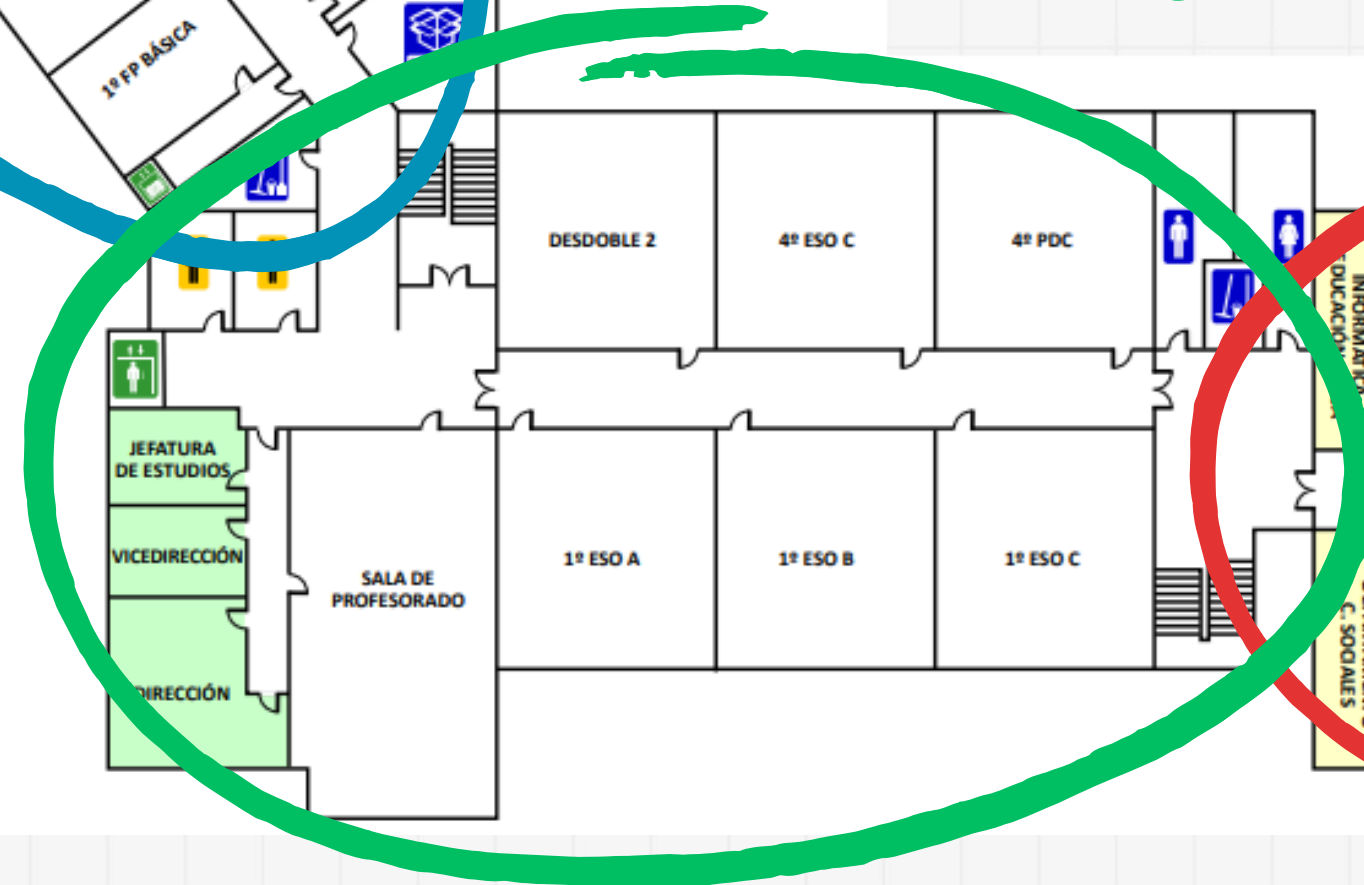 1º FP BÁSICA
DESDOBLE 2
4º ESO C
4º PDC
JEFATURA
DE ESTUDIOS
VICEDIRECCIÓN
DIRECCIÓN
SALA DE
PROFESORADO
1º ESO A
1º ESO B
1º ESO C
C. SOCIALES